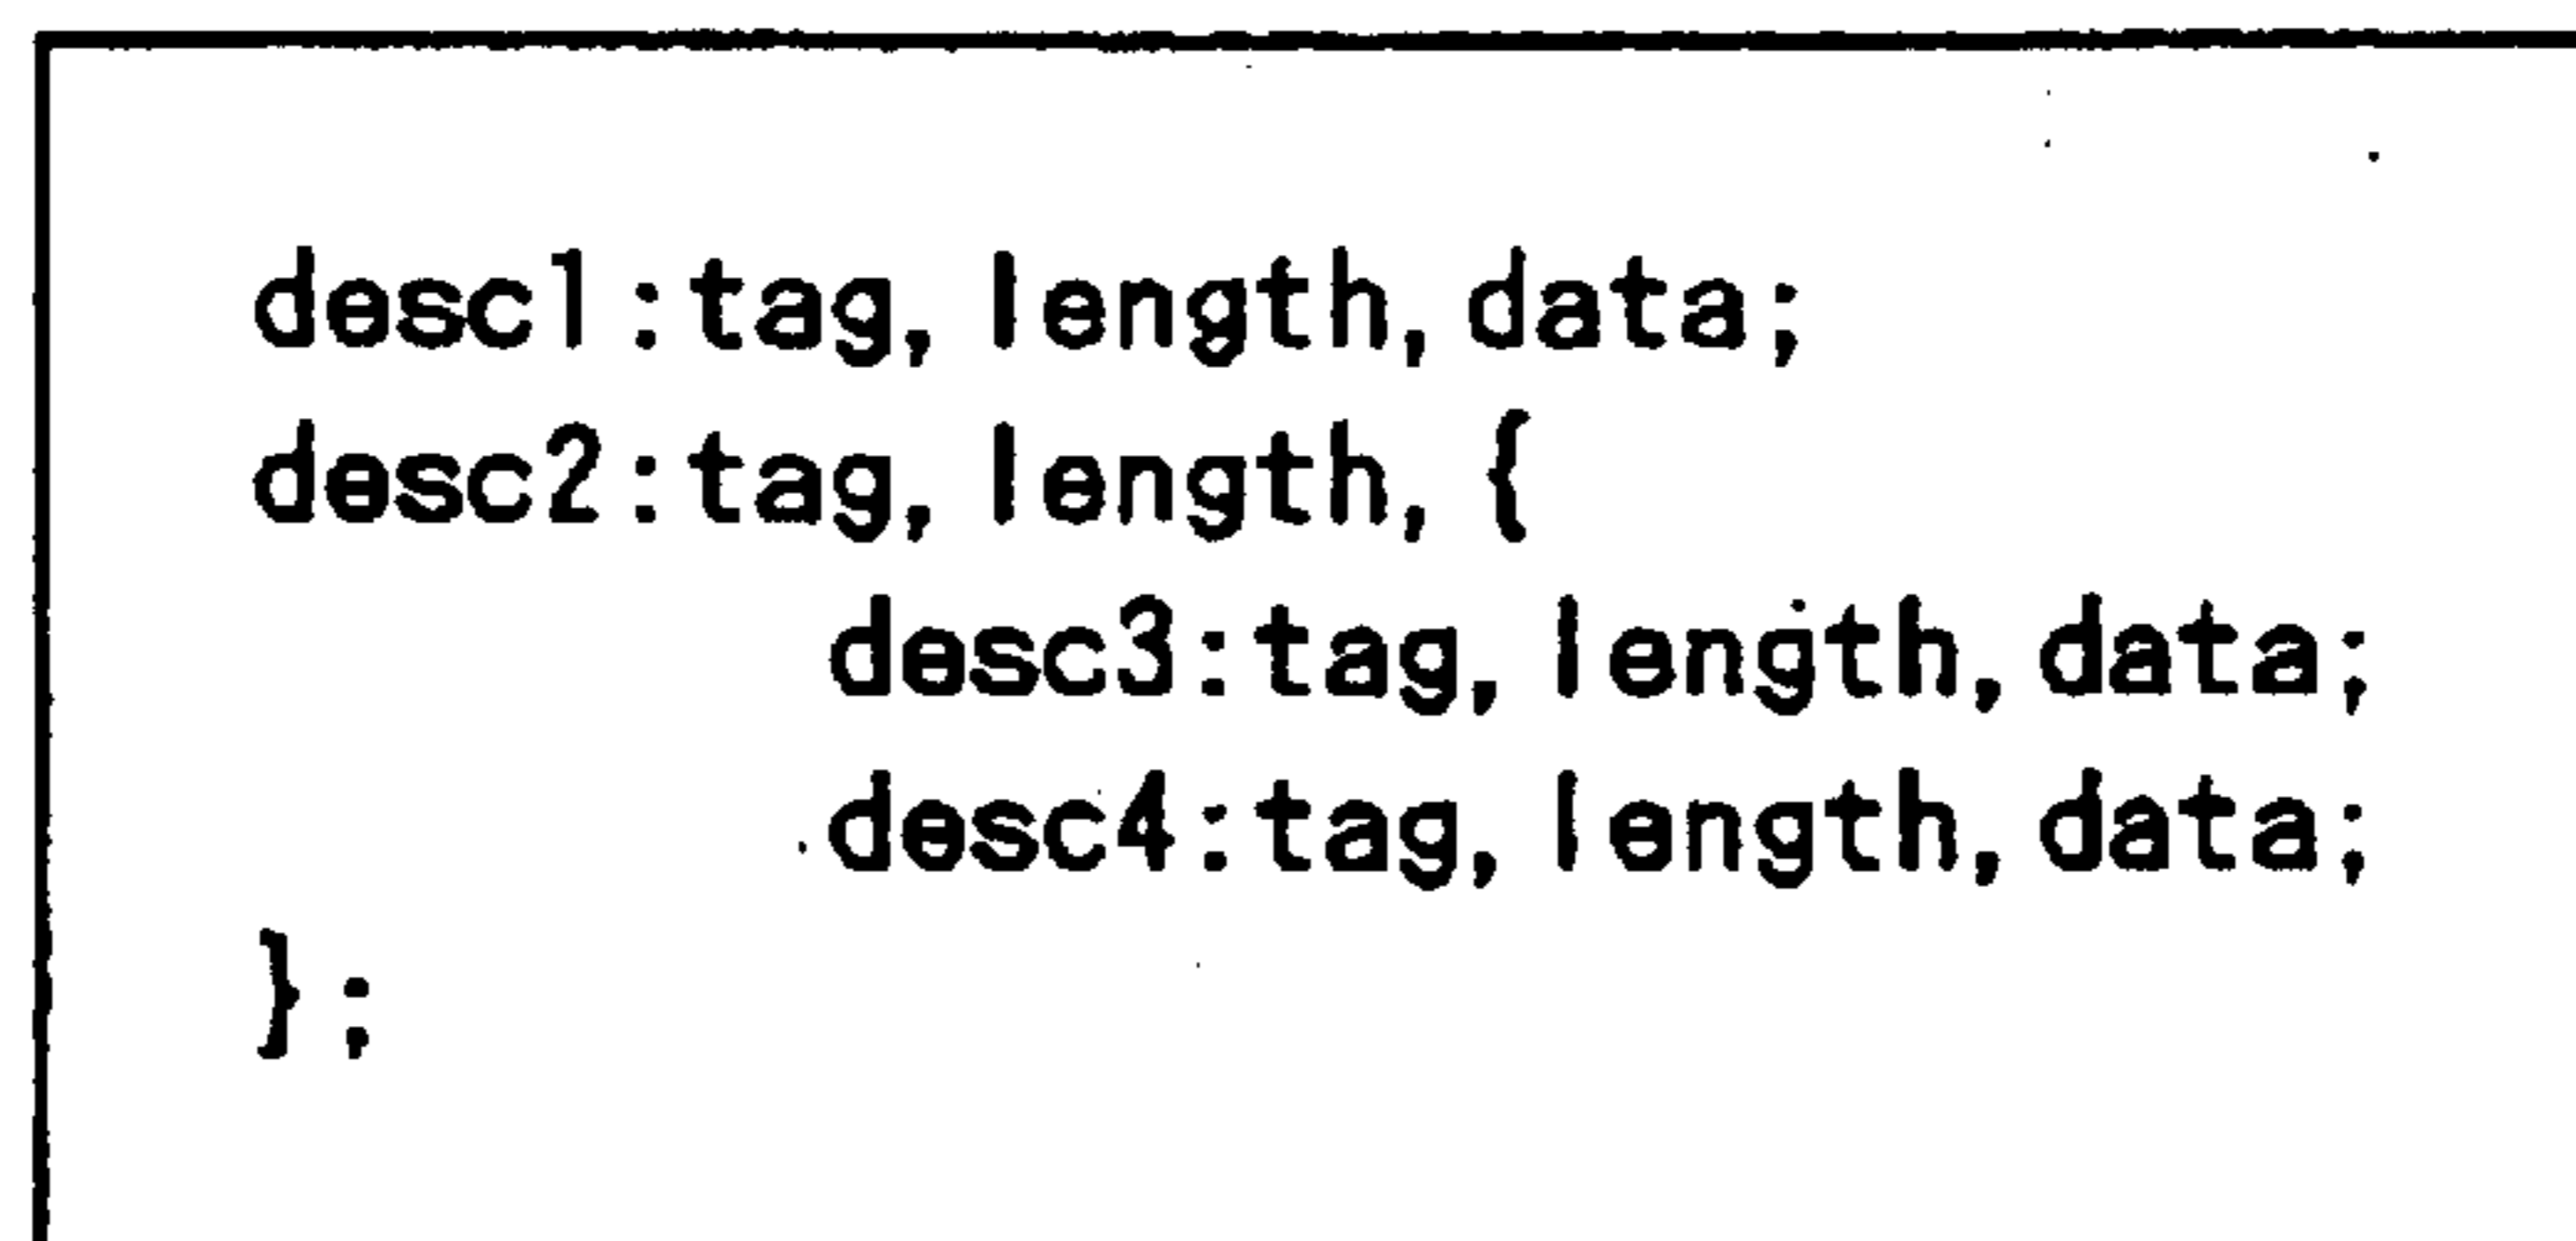 desc1:tag, length, data;
desc2:tag, length, {
desc3:tag, length, data;
desc4:tag, length, data;
};